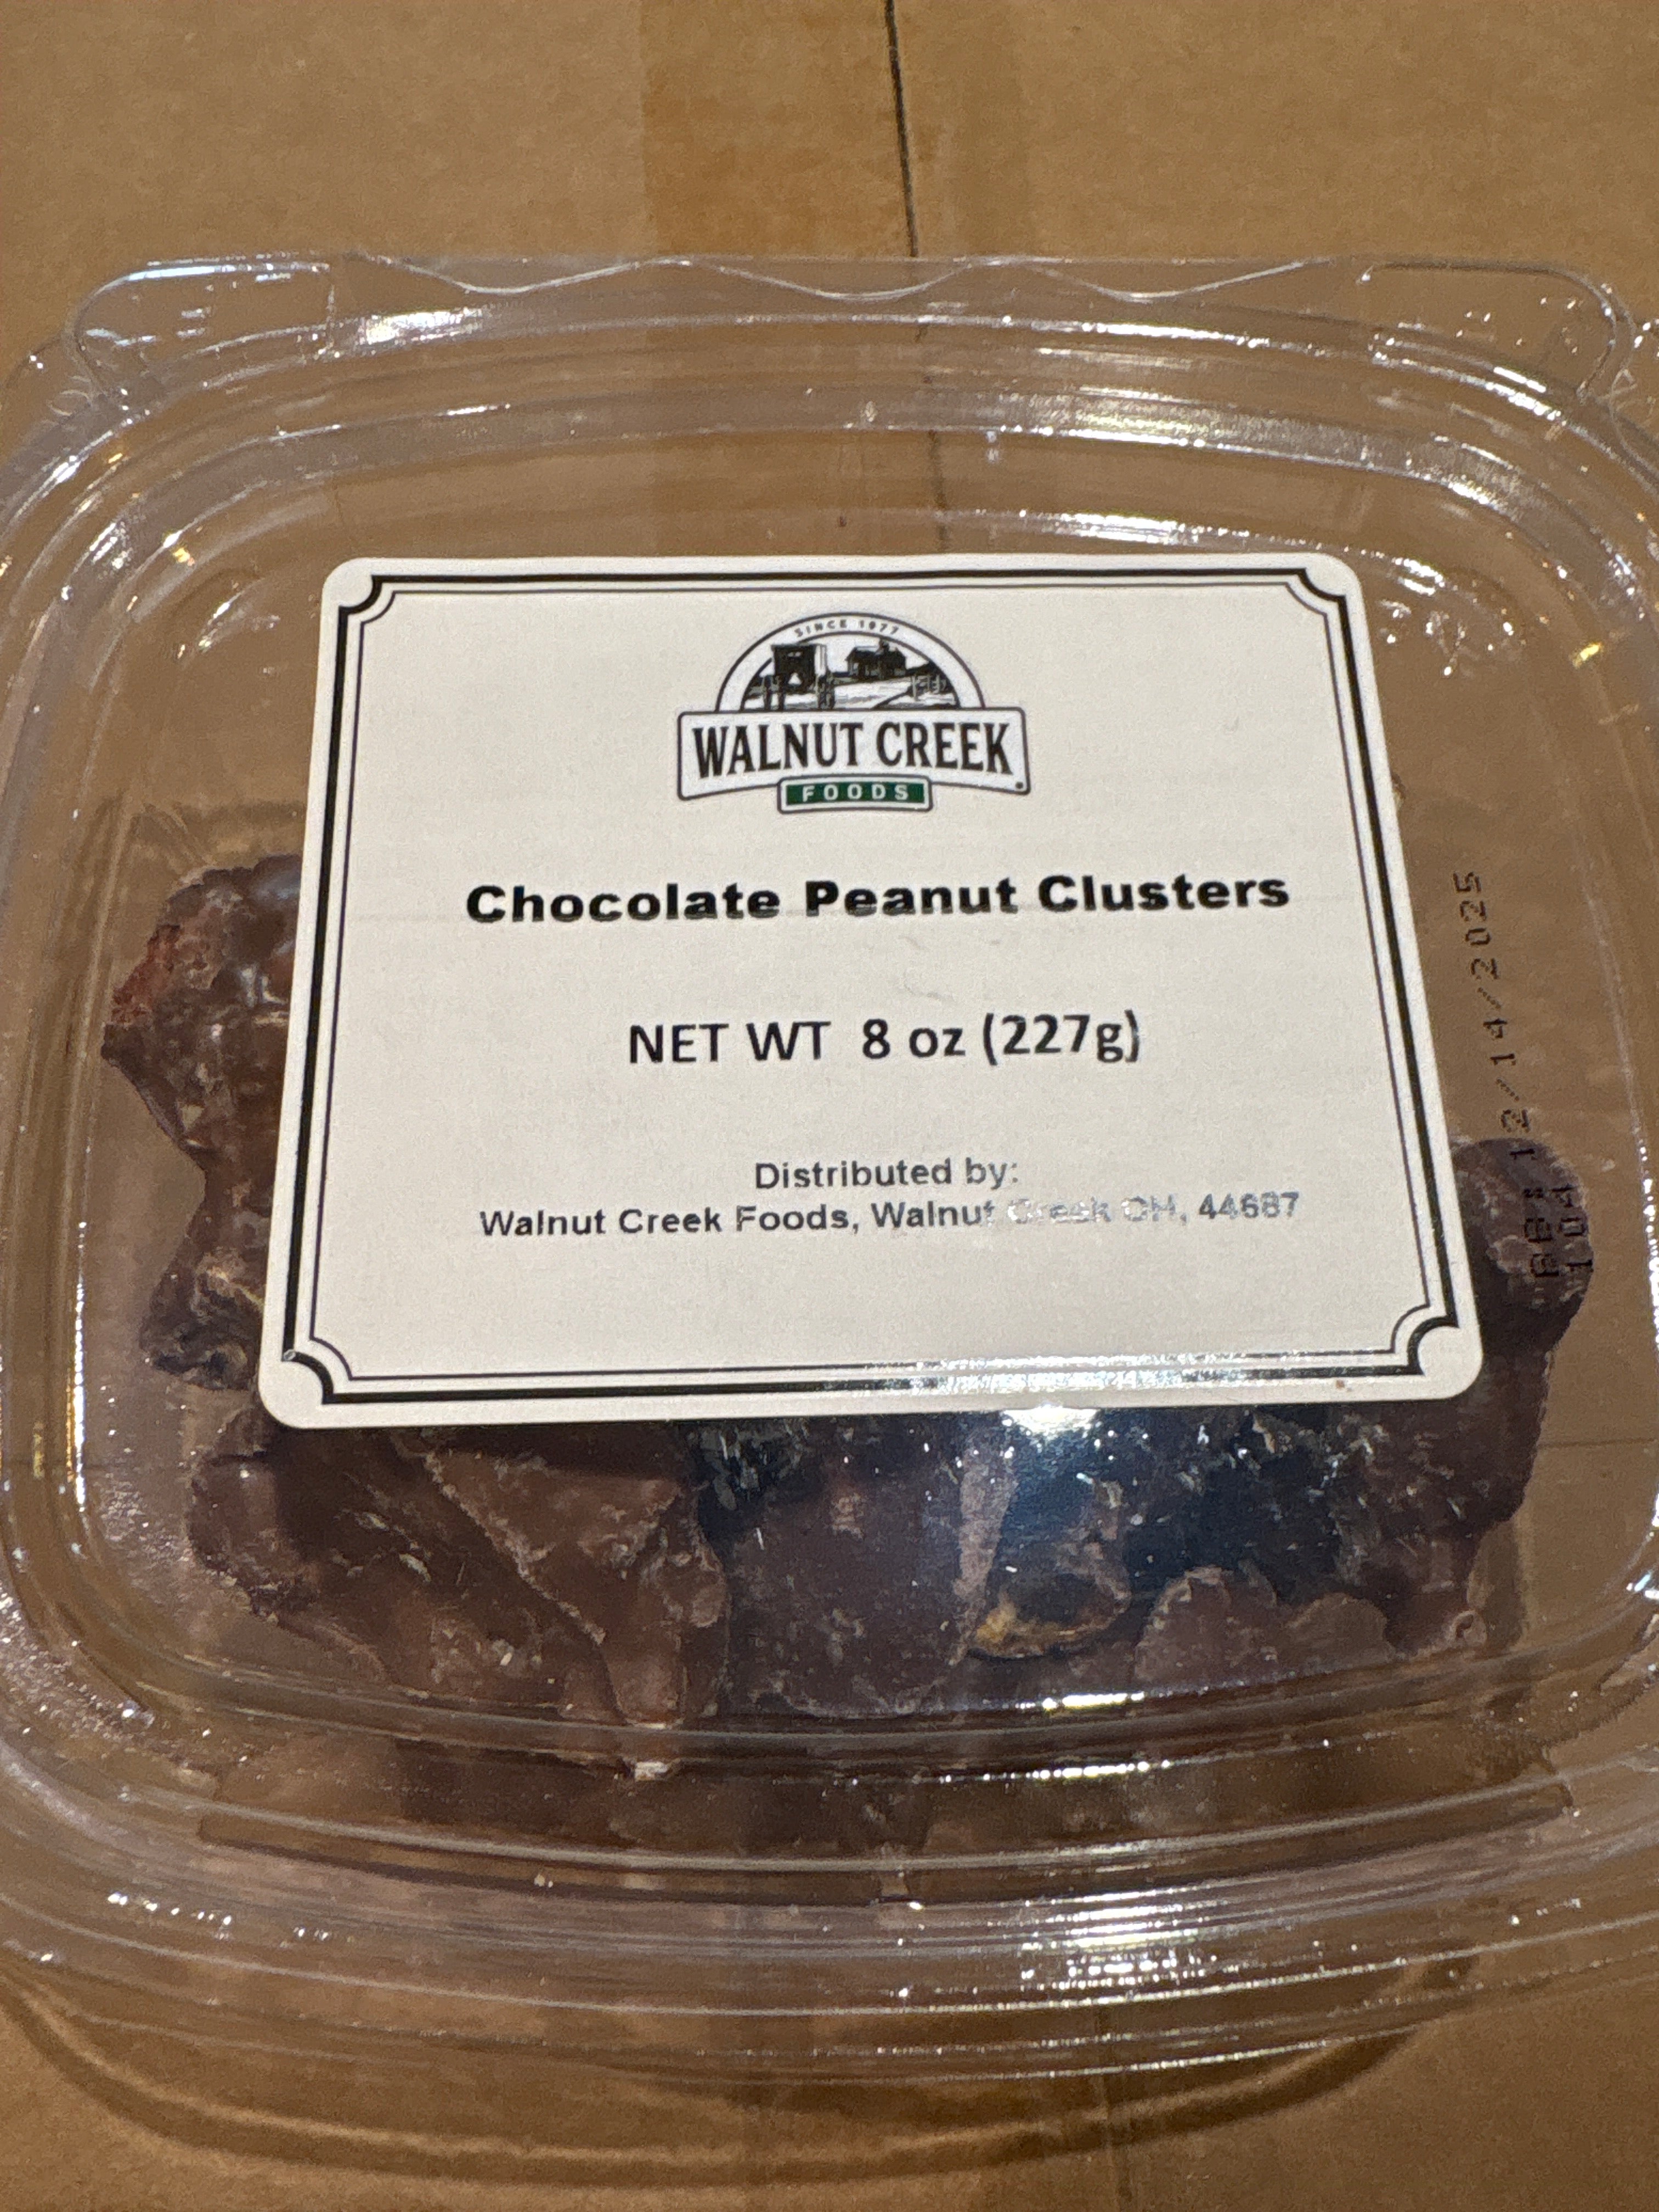 SINCE 1977
WALNUT CREEK
FOODS
Chocolate Peanut Clusters
NET WT 8 oz (227g)
Distributed by:
Walnut Creek Foods, Walnut Creek OH, 44687
BB: 12/14/2025
104